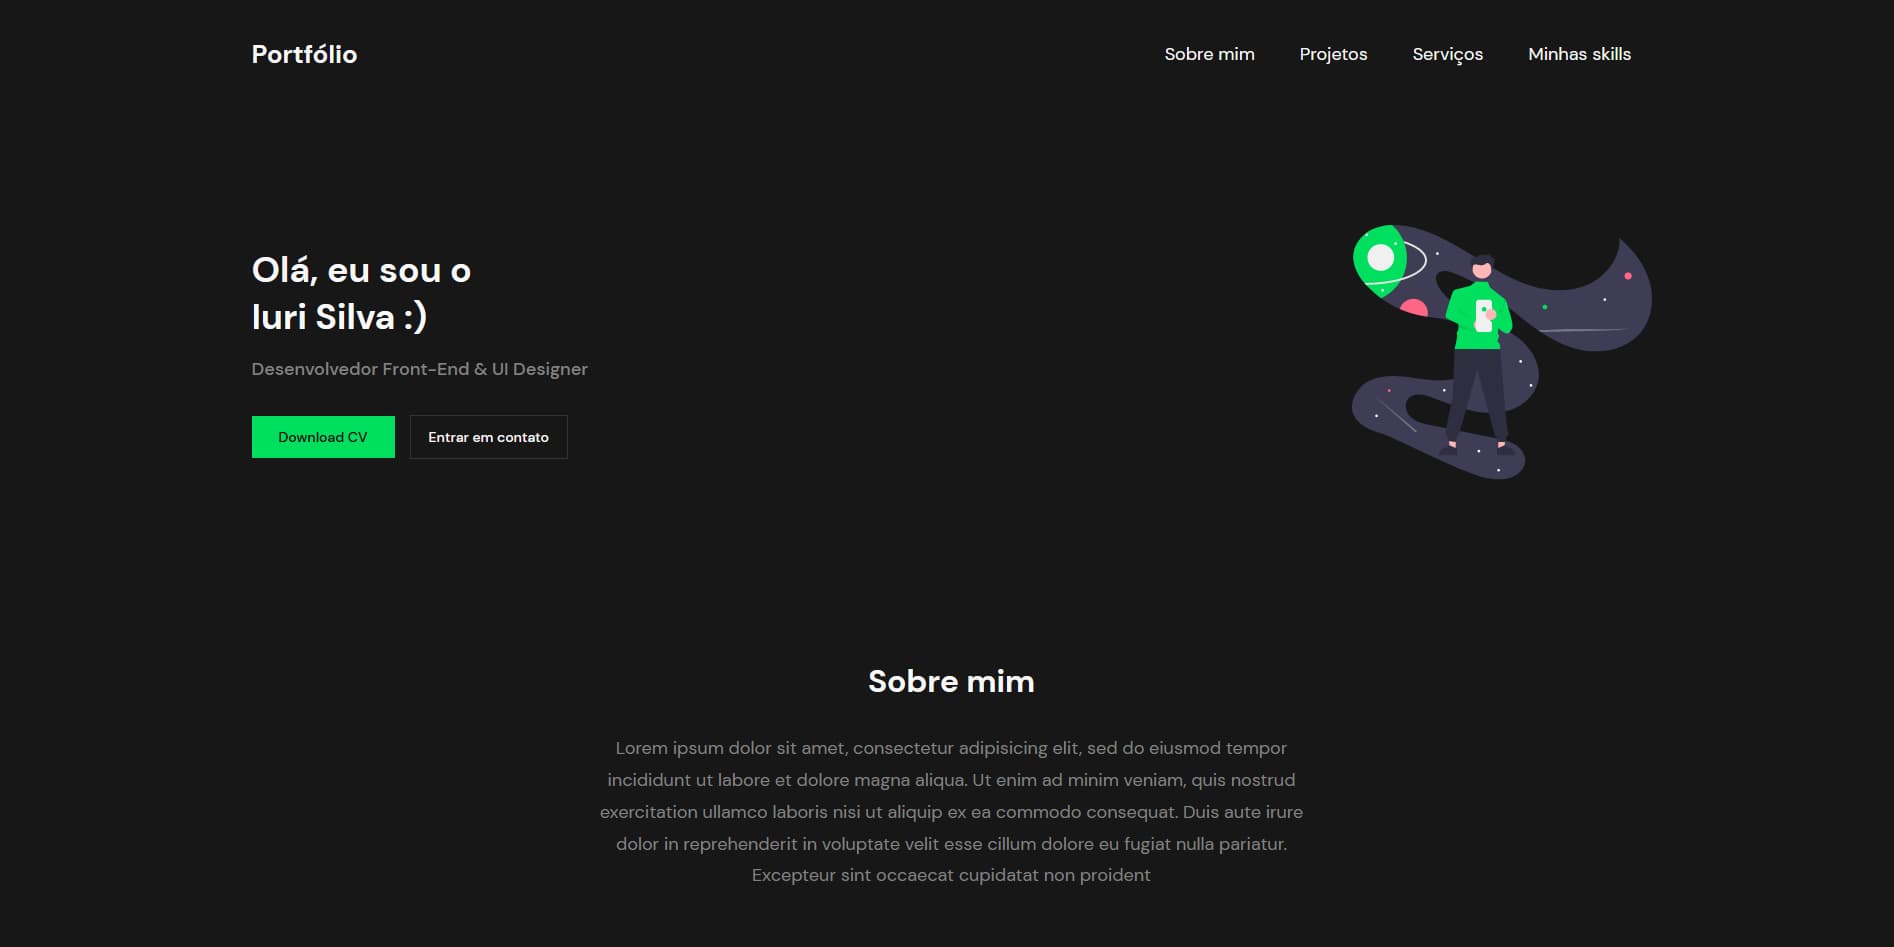 Portfólio
Sobre mim
Projetos
Serviços
Minhas skills
Olá, eu sou o
Iuri Silva :)
Desenvolvedor Front-End & UI Designer
Download CV
Entrar em contato
Sobre mim
Lorem ipsum dolor sit amet, consectetur adipisicing elit, sed do eiusmod tempor
incididunt ut labore et dolore magna aliqua. Ut enim ad minim veniam, quis nostrud
exercitation ullamco laboris nisi ut aliquip ex ea commodo consequat. Duis aute irure
dolor in reprehenderit in voluptate velit esse cillum dolore eu fugiat nulla pariatur.
Excepteur sint occaecat cupidatat non proident